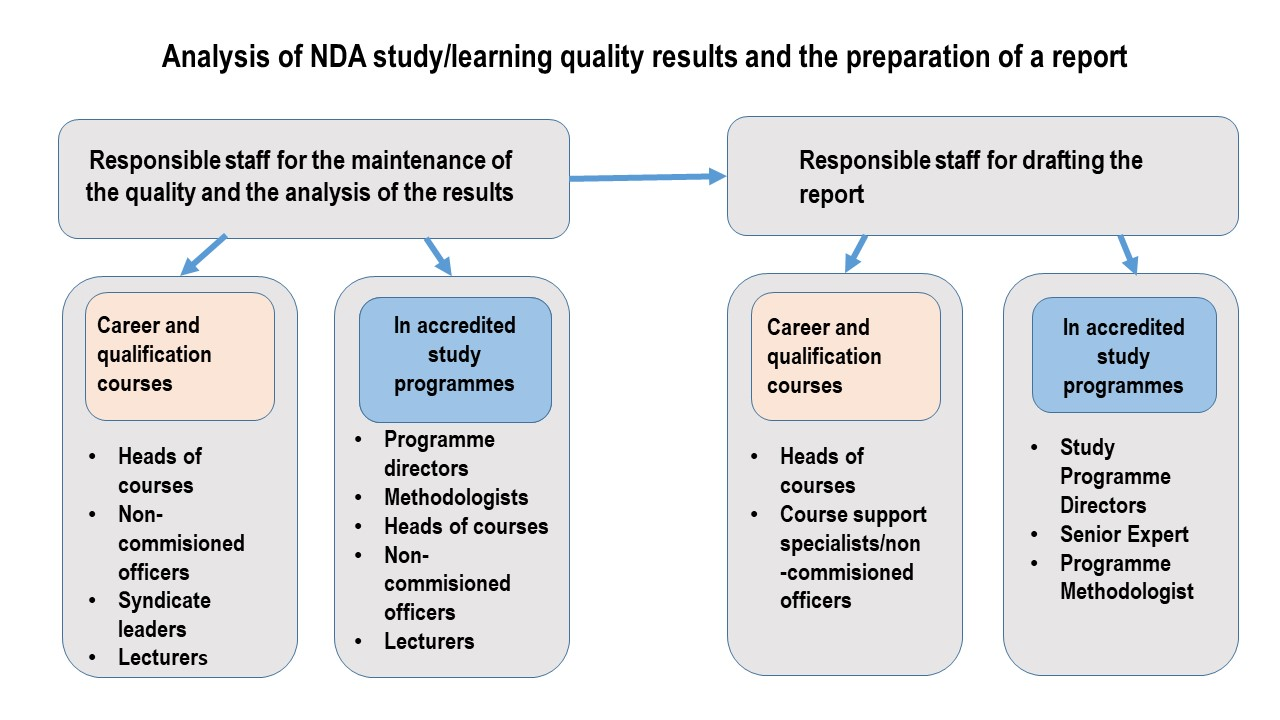 Analysis of NDA study/learning quality results and the preparation of a report
Responsible staff for the maintenance of
the quality and the analysis of the results
Responsible staff for drafting the
report
Career and
qualification
courses
• Heads of
courses
• Non-
commisioned
officers
• Syndicate
leaders
• Lecturers
In accredited
study
programmes
• Programme
directors
• Methodologists
• Heads of courses
• Non-
commisioned
officers
• Lecturers
Career and
qualification
courses
• Heads of
courses
• Course support
specialists/non
-commisioned
officers
In accredited
study
programmes
• Study
Programme
Directors
• Senior Expert
• Programme
Methodologist